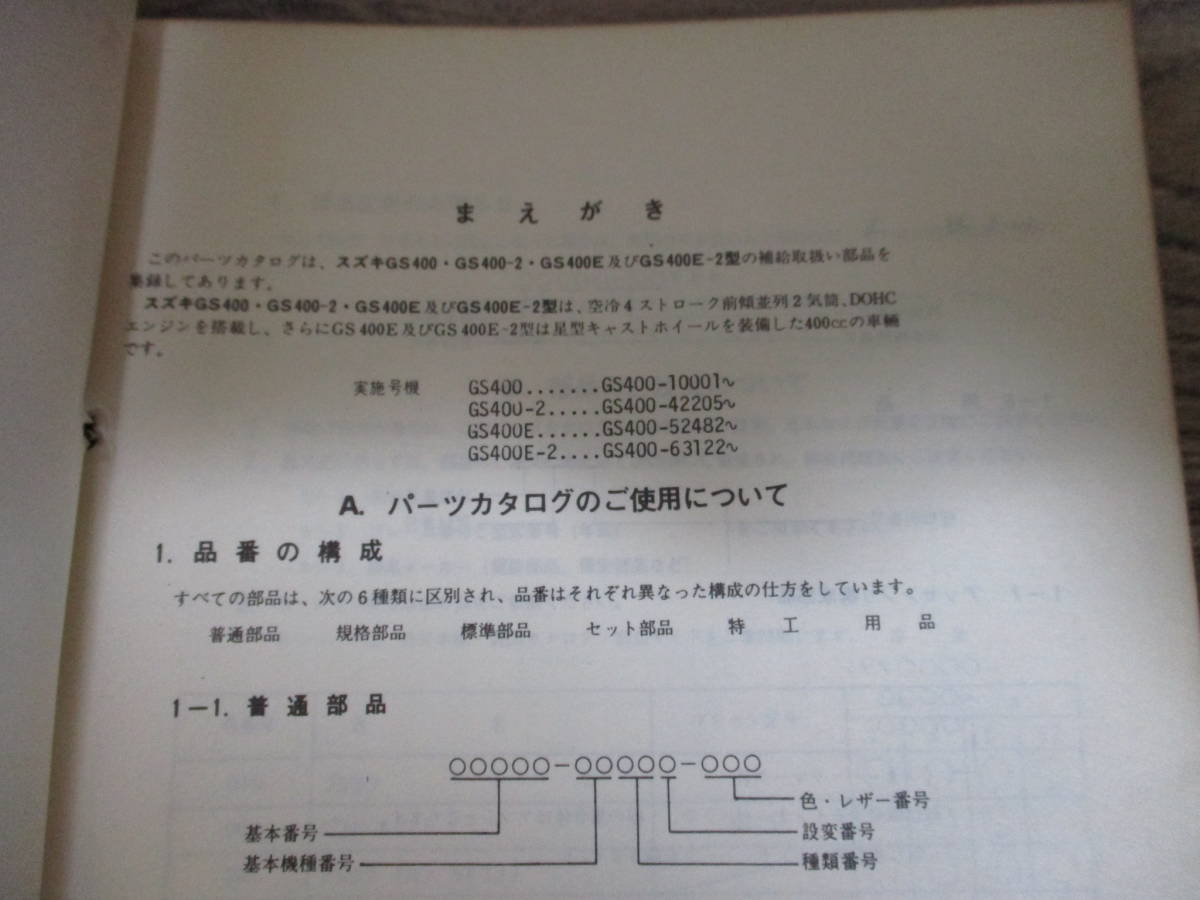 まえがき
このパーツカタログは、スズキGS400・GS400-2・GS400E及びGS400E-2型の補給取扱い部品を
集録してあります。
スズキGS400・GS400-2・GS400E及びGS400E-2型は、空冷4ストローク前傾並列2気筒、DOHC
エンジンを搭載し、さらにGS400E及びGS400E-2型は星型キャストホイールを装備した400ccの車輛
です。
実施号機 GS400.......GS400-10001~
GS400-2.....GS400-42205~
GS400E......GS400-52482~
GS400E-2....GS400-63122~
A. パーツカタログのご使用について
1. 品番の構成
すべての部品は、次の6種類に区別され、品番はそれぞれ異なった構成の仕方をしています。
普通部品 規格部品 標準部品 セット部品 特工 用品
1-1. 普通部品
○○○○○-○○○○○-○○○
色・レザー番号
基本番号 設変番号
基本機種番号 種類番号